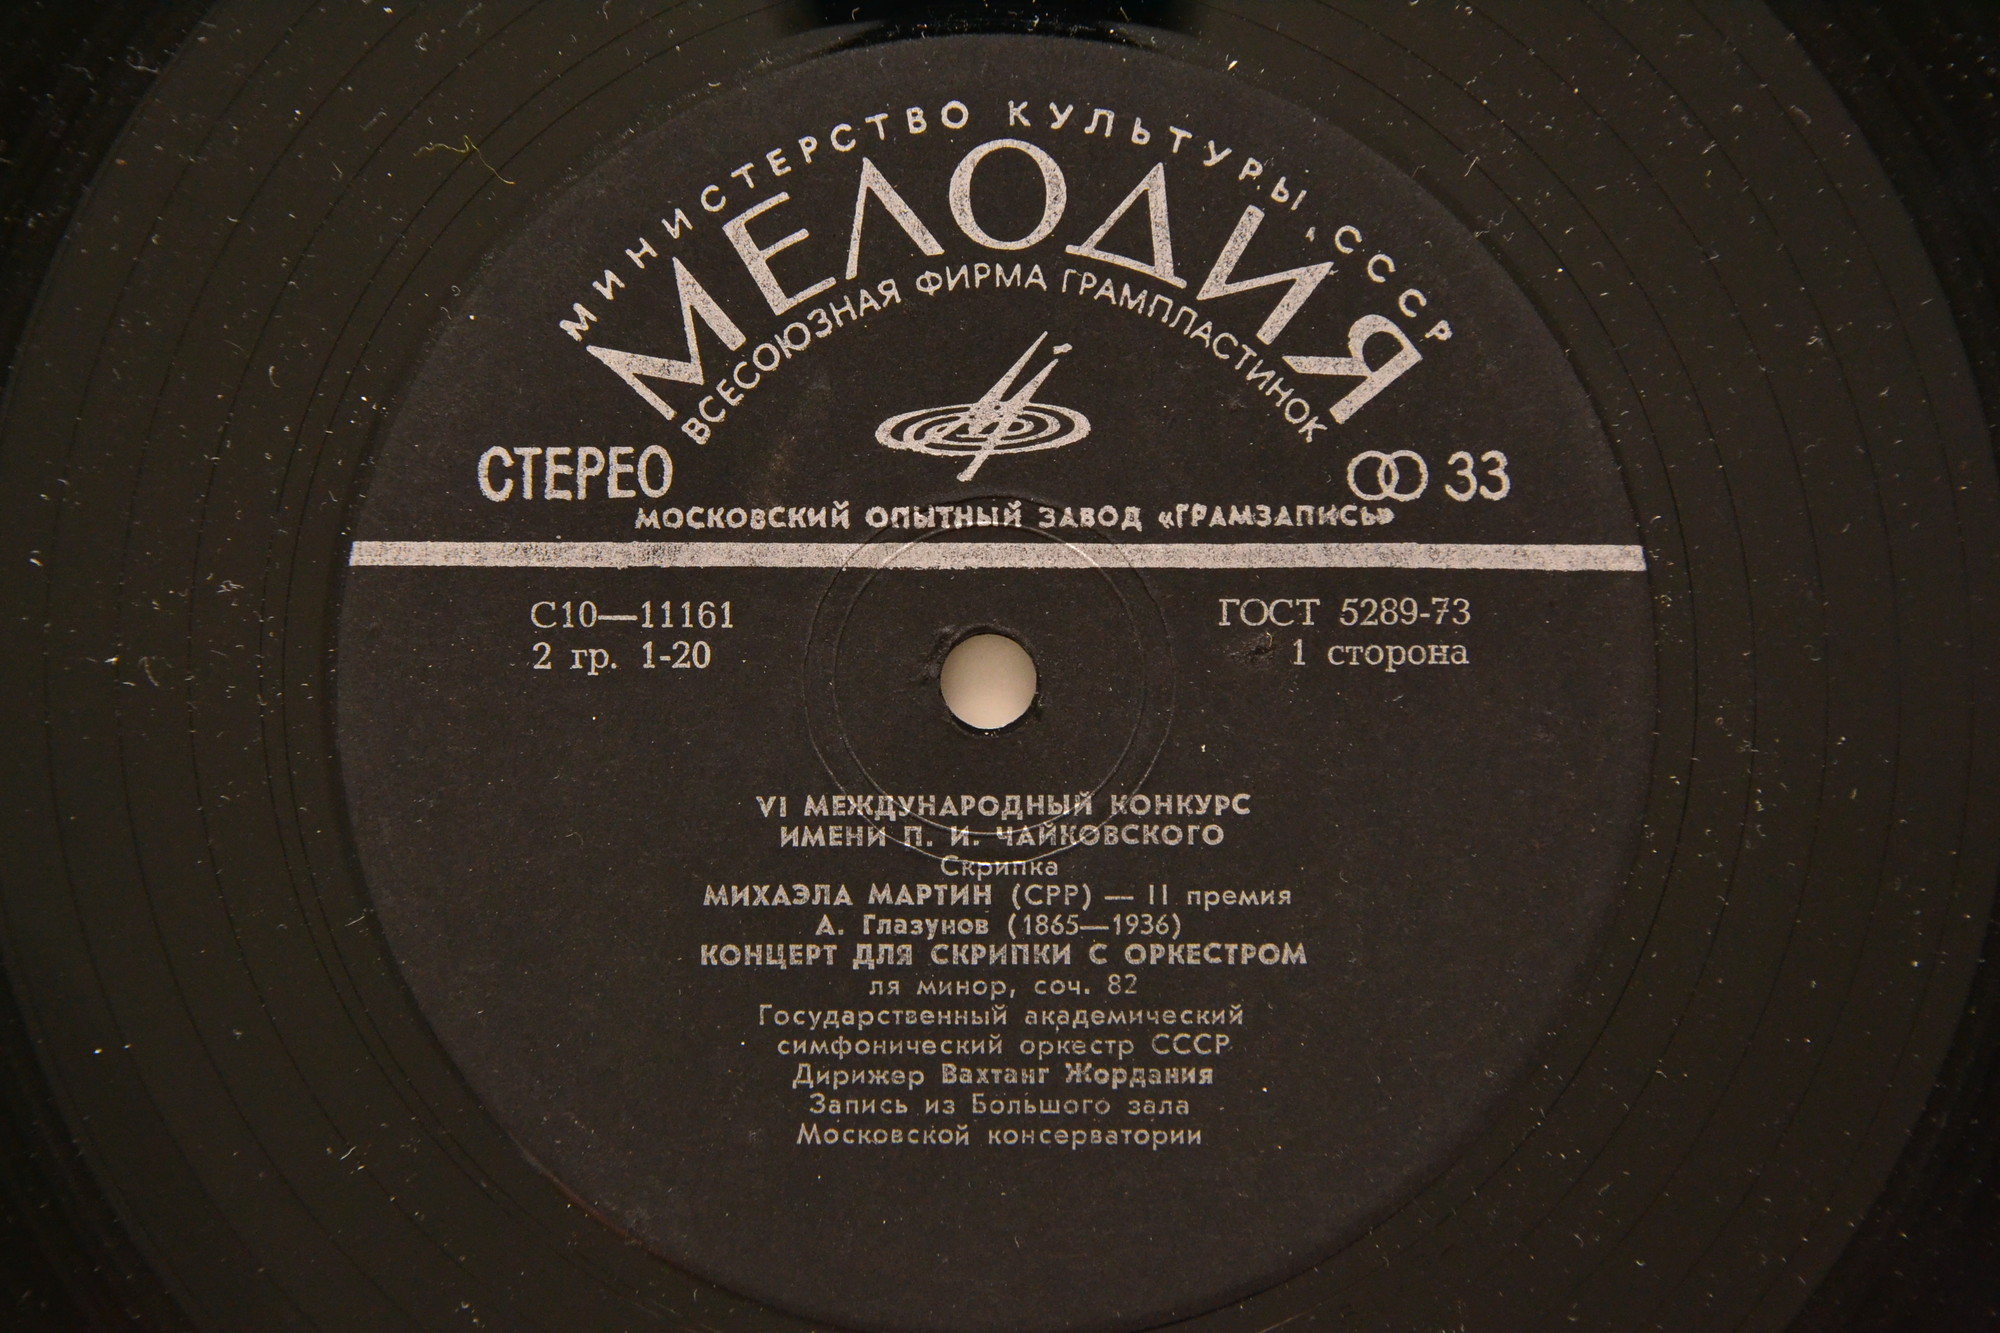 МИНИСТЕРСТВО КУЛЬТУРЫ СССР
МЕЛОДИЯ
ВСЕСОЮЗНАЯ ФИРМА ГРАМПЛАСТИНОК
СТЕРЕО
33
МОСКОВСКИЙ ОПЫТНЫЙ ЗАВОД «ГРАМЗАПИСЬ»
С10—11161
ГОСТ 5289-73
2 гр. 1-20
1 сторона
VI МЕЖДУНАРОДНЫЙ КОНКУРС
ИМЕНИ П. И. ЧАЙКОВСКОГО
Скрипка
МИХАЭЛА МАРТИН (СРР) — II премия
А. Глазунов (1865—1936)
КОНЦЕРТ ДЛЯ СКРИПКИ С ОРКЕСТРОМ
ля минор, соч. 82
Государственный академический
симфонический оркестр СССР
Дирижер Вахтанг Жордания
Запись из Большого зала
Московской консерватории